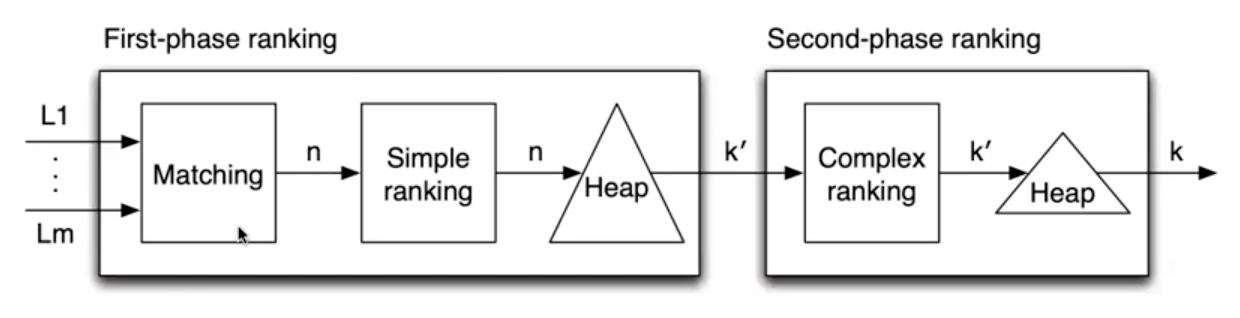 First-phase ranking
Second-phase ranking
L1
Lm
Matching
n
Simple
ranking
n
Heap
k′
Complex
ranking
k′
Heap
k